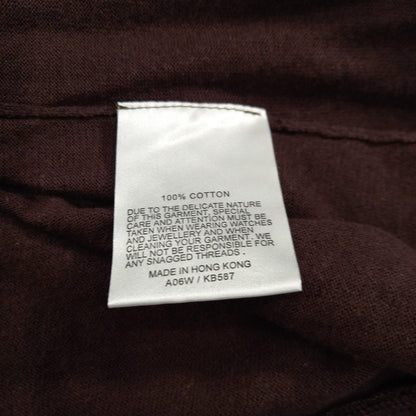 100% COTTON
DUE TO THE DELICATE NATURE
OF THIS GARMENT, SPECIAL
CARE AND ATTENTION MUST BE
TAKEN WHEN WEARING WATCHES
AND JEWELLERY AND WHEN
CLEANING YOUR GARMENT. WE
WILL NOT BE RESPONSIBLE FOR
ANY SNAGGED THREADS.
MADE IN HONG KONG
A06W / KB587